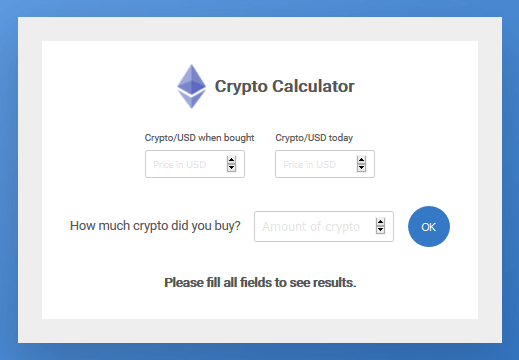 Crypto Calculator
Crypto/USD when bought Crypto/USD today
Price in USD Price in USD
How much crypto did you buy? Amount of crypto OK
Please fill all fields to see results.